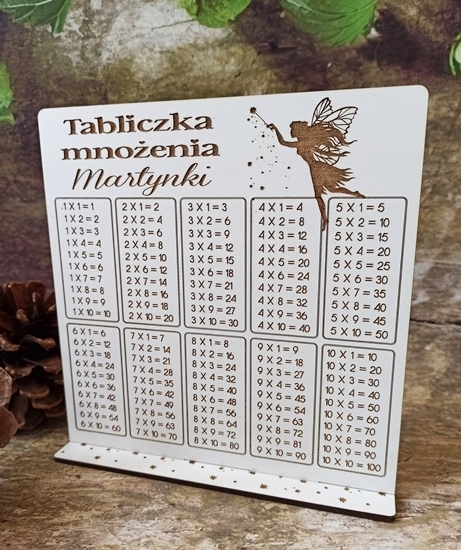 Tabliczka
mnożenia
Martynki
1 X 1 = 1
1 X 2 = 2
1 X 3 = 3
1 X 4 = 4
1 X 5 = 5
1 X 6 = 6
1 X 7 = 7
1 X 8 = 8
1 X 9 = 9
1 X 10 = 10
2 X 1 = 2
2 X 2 = 4
2 X 3 = 6
2 X 4 = 8
2 X 5 = 10
2 X 6 = 12
2 X 7 = 14
2 X 8 = 16
2 X 9 = 18
2 X 10 = 20
3 X 1 = 3
3 X 2 = 6
3 X 3 = 9
3 X 4 = 12
3 X 5 = 15
3 X 6 = 18
3 X 7 = 21
3 X 8 = 24
3 X 9 = 27
3 X 10 = 30
4 X 1 = 4
4 X 2 = 8
4 X 3 = 12
4 X 4 = 16
4 X 5 = 20
4 X 6 = 24
4 X 7 = 28
4 X 8 = 32
4 X 9 = 36
4 X 10 = 40
5 X 1 = 5
5 X 2 = 10
5 X 3 = 15
5 X 4 = 20
5 X 5 = 25
5 X 6 = 30
5 X 7 = 35
5 X 8 = 40
5 X 9 = 45
5 X 10 = 50
6 X 1 = 6
6 X 2 = 12
6 X 3 = 18
6 X 4 = 24
6 X 5 = 30
6 X 6 = 36
6 X 7 = 42
6 X 8 = 48
6 X 9 = 54
6 X 10 = 60
7 X 1 = 7
7 X 2 = 14
7 X 3 = 21
7 X 4 = 28
7 X 5 = 35
7 X 6 = 42
7 X 7 = 49
7 X 8 = 56
7 X 9 = 63
7 X 10 = 70
8 X 1 = 8
8 X 2 = 16
8 X 3 = 24
8 X 4 = 32
8 X 5 = 40
8 X 6 = 48
8 X 7 = 56
8 X 8 = 64
8 X 9 = 72
8 X 10 = 80
9 X 1 = 9
9 X 2 = 18
9 X 3 = 27
9 X 4 = 36
9 X 5 = 45
9 X 6 = 54
9 X 7 = 63
9 X 8 = 72
9 X 9 = 81
9 X 10 = 90
10 X 1 = 10
10 X 2 = 20
10 X 3 = 30
10 X 4 = 40
10 X 5 = 50
10 X 6 = 60
10 X 7 = 70
10 X 8 = 80
10 X 9 = 90
10 X 10 = 100